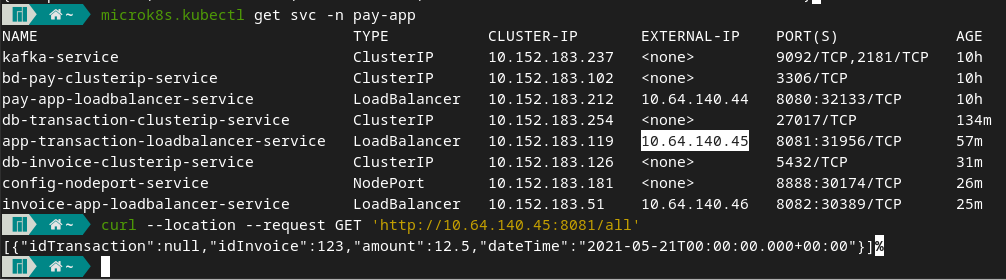 ~ microk8s.kubectl get svc -n pay-app
NAME TYPE CLUSTER-IP EXTERNAL-IP PORT(S) AGE
kafka-service ClusterIP 10.152.183.237 <none> 9092/TCP,2181/TCP 10h
bd-pay-clusterip-service ClusterIP 10.152.183.102 <none> 3306/TCP 10h
pay-app-loadbalancer-service LoadBalancer 10.152.183.212 10.64.140.44 8080:32133/TCP 10h
db-transaction-clusterip-service ClusterIP 10.152.183.254 <none> 27017/TCP 134m
app-transaction-loadbalancer-service LoadBalancer 10.152.183.119 10.64.140.45 8081:31956/TCP 57m
db-invoice-clusterip-service ClusterIP 10.152.183.126 <none> 5432/TCP 31m
config-nodeport-service NodePort 10.152.183.181 <none> 8888:30174/TCP 26m
invoice-app-loadbalancer-service LoadBalancer 10.152.183.51 10.64.140.46 8082:30389/TCP 25m
~ curl --location --request GET 'http://10.64.140.45:8081/all'
[{"idTransaction":null,"idInvoice":123,"amount":12.5,"dateTime":"2021-05-21T00:00:00.000+00:00"}]%
~